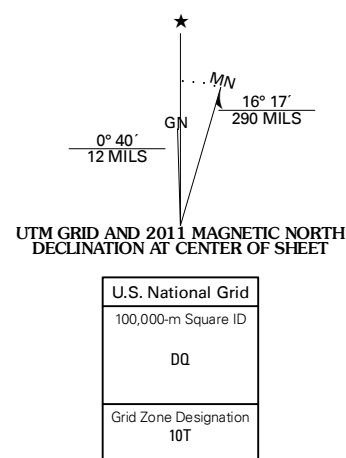 ★
MN
GN
16° 17´
290 MILS
0° 40´
12 MILS
UTM GRID AND 2011 MAGNETIC NORTH
DECLINATION AT CENTER OF SHEET
U.S. National Grid
100,000-m Square ID
DQ
Grid Zone Designation
10T